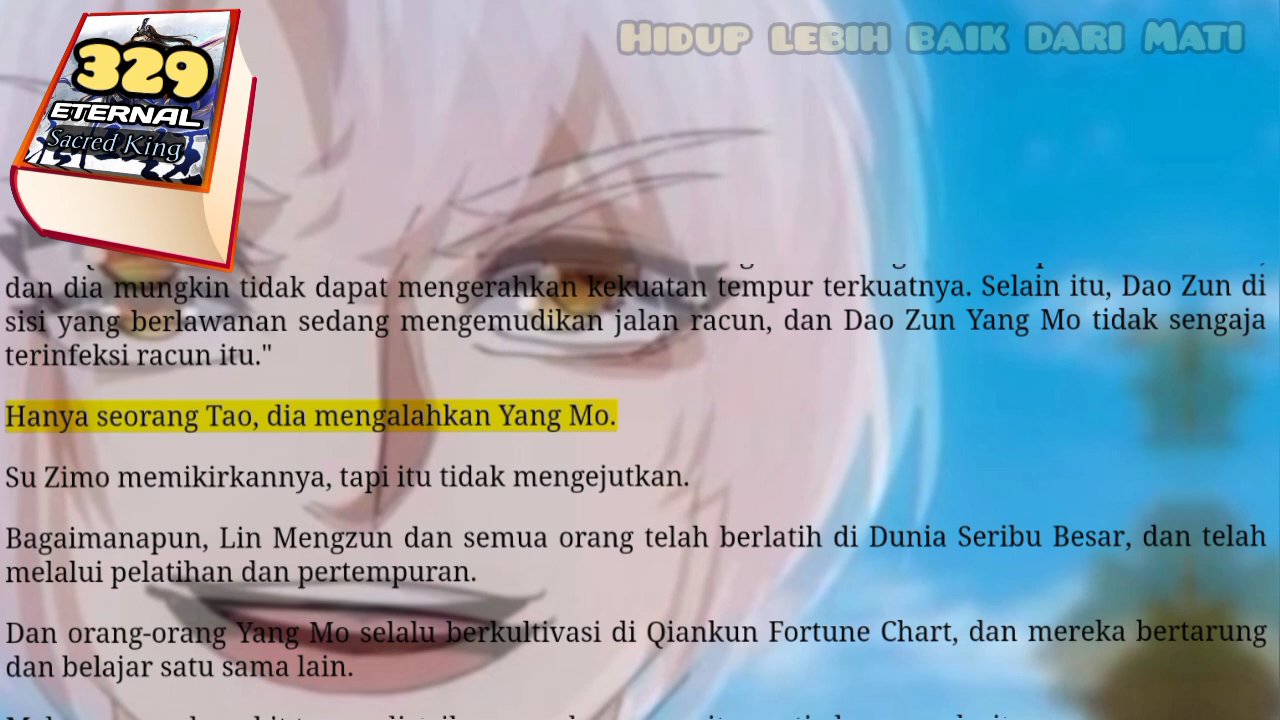 329
ETERNAL
Sacred King
Hidup lebih baik dari Mati
dan dia mungkin tidak dapat mengerahkan kekuatan tempur terkuatnya. Selain itu, Dao Zun di
sisi yang berlawanan sedang mengemudikan jalan racun, dan Dao Zun Yang Mo tidak sengaja
terinfeksi racun itu."
Hanya seorang Tao, dia mengalahkan Yang Mo.
Su Zimo memikirkannya, tapi itu tidak mengejutkan.
Bagaimanapun, Lin Mengzun dan semua orang telah berlatih di Dunia Seribu Besar, dan telah
melalui pelatihan dan pertempuran.
Dan orang-orang Yang Mo selalu berkultivasi di Qiankun Fortune Chart, dan mereka bertarung
dan belajar satu sama lain.